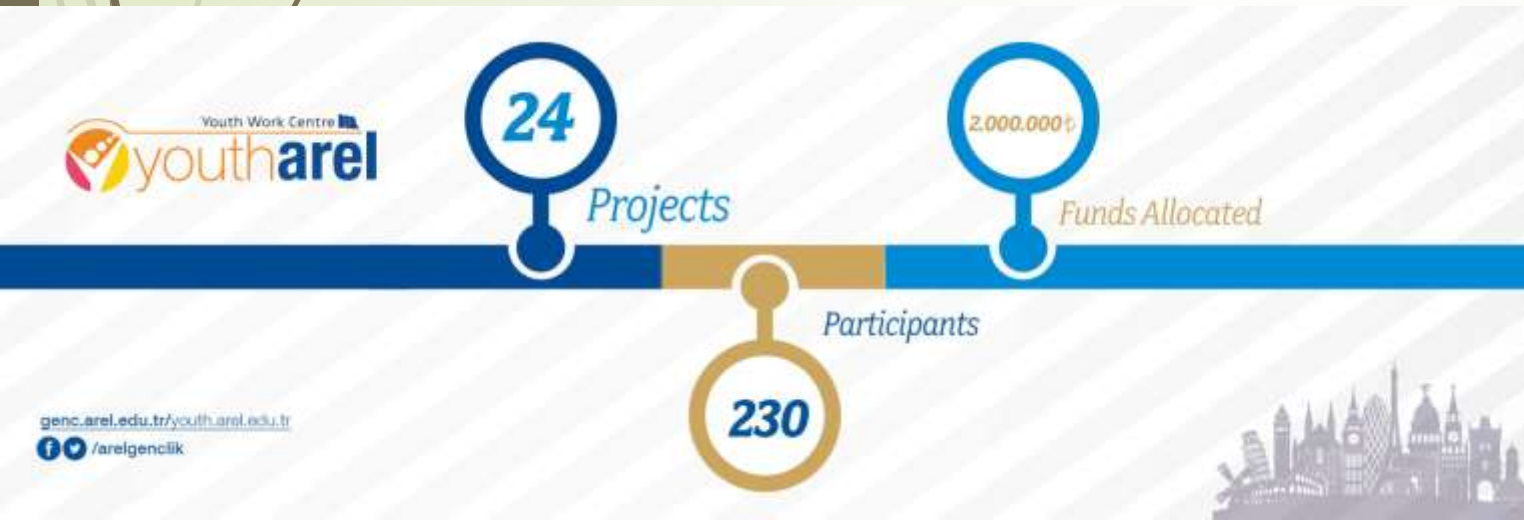 Youth Work Centre
youtharel
24
Projects
2.000.000₺
Funds Allocated
Participants
230
genc.arel.edu.tr/youth.arel.edu.tr
/arelgenclik